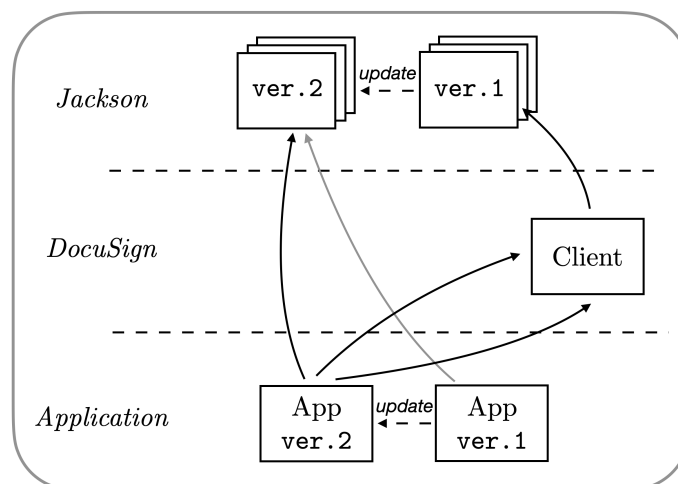 update
Jackson
ver.2
ver.1
DocuSign
Client
App
ver.2
update
App
ver.1
Application